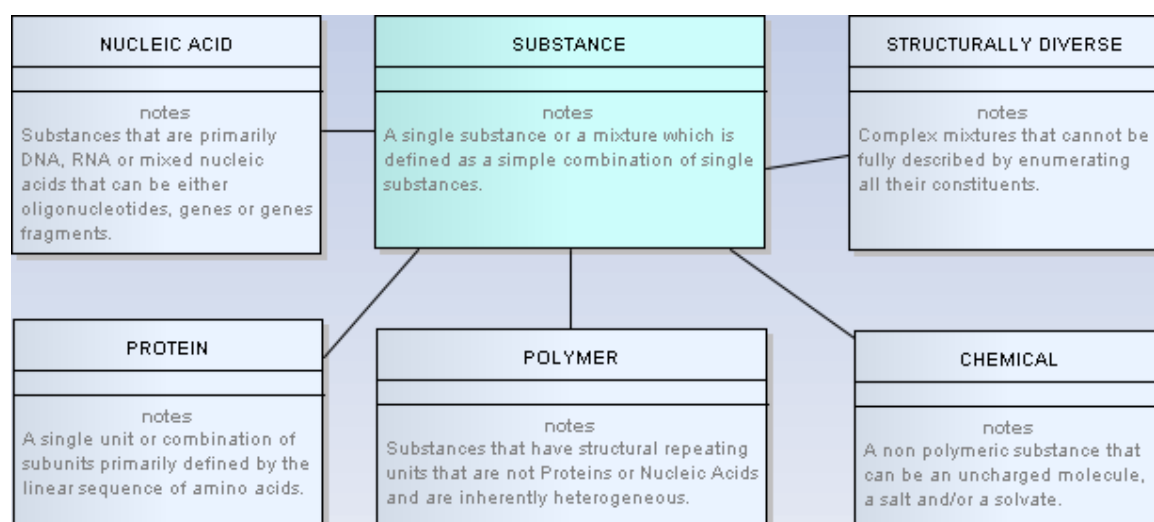 NUCLEIC ACID
notes
Substances that are primarily
DNA, RNA or mixed nucleic
acids that can be either
oligonucleotides, genes or genes
fragments.
SUBSTANCE
notes
A single substance or a mixture which is
defined as a simple combination of single
substances.
STRUCTURALLY DIVERSE
notes
Complex mixtures that cannot be
fully described by enumerating
all their constituents.
PROTEIN
notes
A single unit or combination of
subunits primarily defined by the
linear sequence of amino acids.
POLYMER
notes
Substances that have structural repeating
units that are not Proteins or Nucleic Acids
and are inherently heterogeneous.
CHEMICAL
notes
A non polymeric substance that
can be an uncharged molecule,
a salt and/or a solvate.